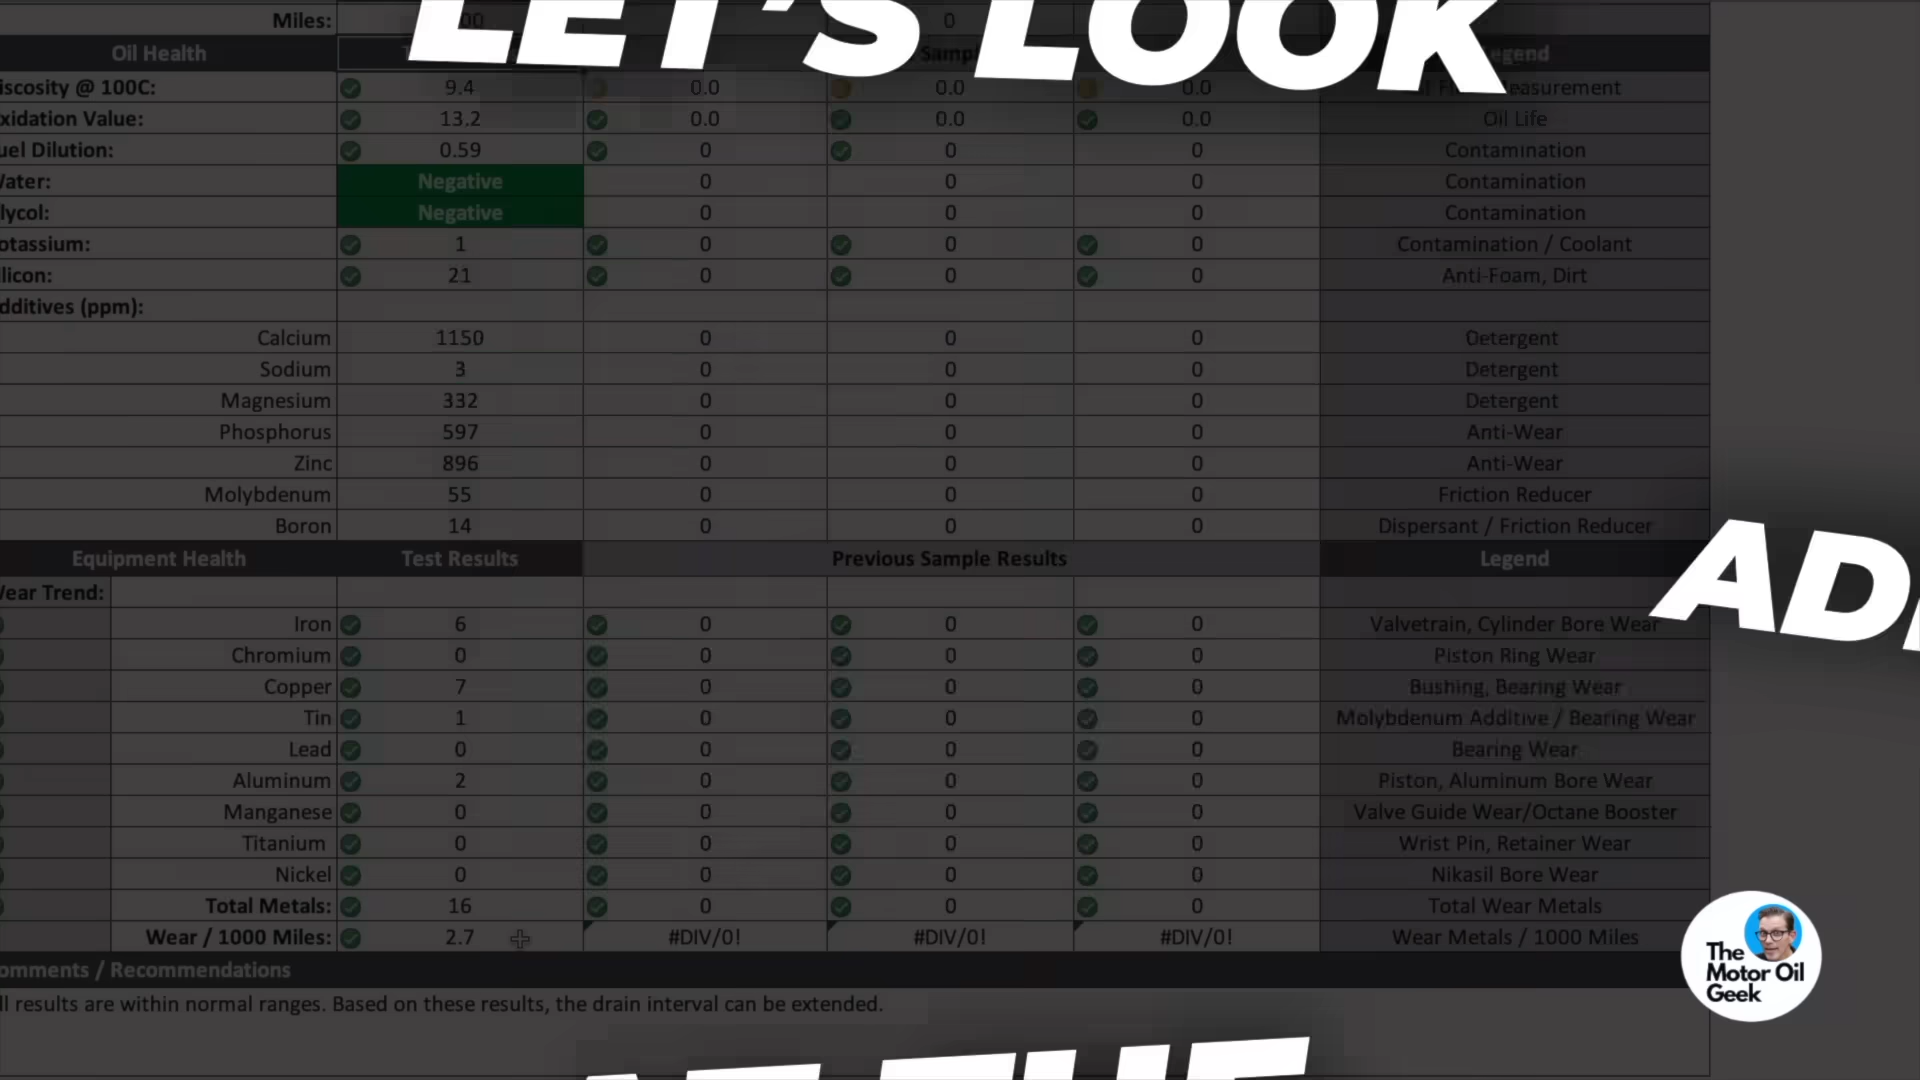 LET'S LOOK
Miles: 0
Oil Health
iscosity @ 100C: 9.4 0.0 0.0 0.0 easurement
xidation Value: 13.2 0.0 0.0 0.0 Oil Life
uel Dilution: 0.59 0 0 0 Contamination
Water: Negative 0 0 0 Contamination
lycol: Negative 0 0 0 Contamination
otassium: 1 0 0 0 Contamination / Coolant
ilicon: 21 0 0 0 Anti-Foam, Dirt
dditives (ppm):
Calcium 1150 0 0 0 Detergent
Sodium 3 0 0 0 Detergent
Magnesium 332 0 0 0 Detergent
Phosphorus 597 0 0 0 Anti-Wear
Zinc 896 0 0 0 Anti-Wear
Molybdenum 55 0 0 0 Friction Reducer
Boron 14 0 0 0 Dispersant / Friction Reducer
Equipment Health Test Results Previous Sample Results Legend
Wear Trend:
Iron 6 0 0 0 Valvetrain, Cylinder Bore Wear
Chromium 0 0 0 0 Piston Ring Wear
Copper 7 0 0 0 Bushing, Bearing Wear
Tin 1 0 0 0 Molybdenum Additive / Bearing Wear
Lead 0 0 0 0 Bearing Wear
Aluminum 2 0 0 0 Piston, Aluminum Bore Wear
Manganese 0 0 0 0 Valve Guide Wear/Octane Booster
Titanium 0 0 0 0 Wrist Pin, Retainer Wear
Nickel 0 0 0 0 Nikasil Bore Wear
Total Metals: 16 0 0 0 Total Wear Metals
Wear / 1000 Miles: 2.7 #DIV/0! #DIV/0! #DIV/0! Wear Metals / 1000 Miles
omments / Recommendations
ll results are within normal ranges. Based on these results, the drain interval can be extended.
AT THE
The
Motor Oil
Geek